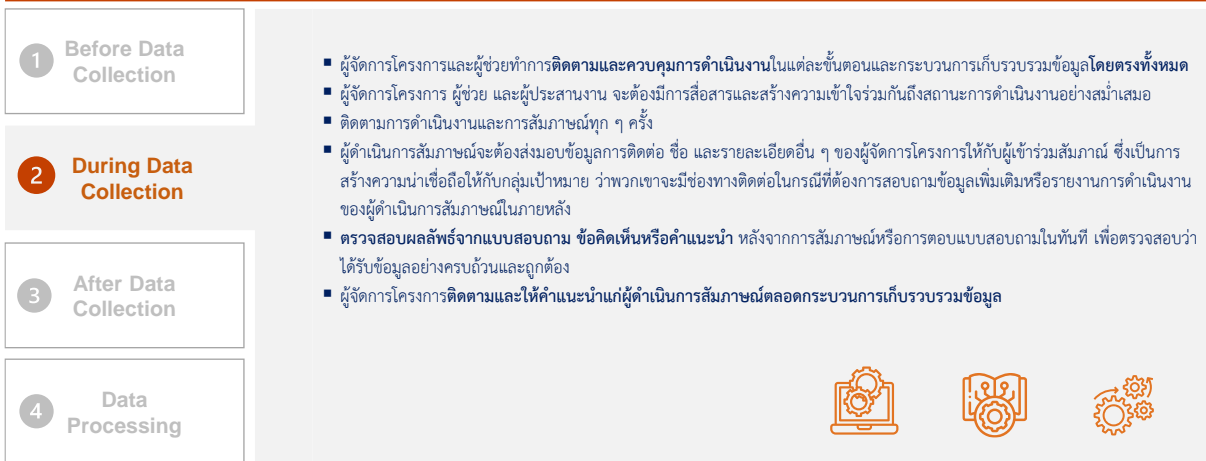 1
Before Data
Collection
2
During Data
Collection
3
After Data
Collection
4
Data
Processing
▪ ผู้จัดการโครงการและผู้ช่วยทำการติดตามและควบคุมการดำเนินงานในแต่ละขั้นตอนและกระบวนการเก็บรวบรวมข้อมูลโดยตรงทั้งหมด
▪ ผู้จัดการโครงการ ผู้ช่วย และผู้ประสานงาน จะต้องมีการสื่อสารและสร้างความเข้าใจร่วมกันถึงสถานะการดำเนินงานอย่างสม่ำเสมอ
▪ ติดตามการดำเนินงานและการสัมภาษณ์ทุก ๆ ครั้ง
▪ ผู้ดำเนินการสัมภาษณ์จะต้องส่งมอบข้อมูลการติดต่อ ชื่อ และรายละเอียดอื่น ๆ ของผู้จัดการโครงการให้กับผู้เข้าร่วมสัมภาณ์ ซึ่งเป็นการ
สร้างความน่าเชื่อถือให้กับกลุ่มเป้าหมาย ว่าพวกเขาจะมีช่องทางติดต่อในกรณีที่ต้องการสอบถามข้อมูลเพิ่มเติมหรือรายงานการดำเนินงาน
ของผู้ดำเนินการสัมภาษณ์ในภายหลัง
▪ ตรวจสอบผลลัพธ์จากแบบสอบถาม ข้อคิดเห็นหรือคำแนะนำ หลังจากการสัมภาษณ์หรือการตอบแบบสอบถามในทันที เพื่อตรวจสอบว่า
ได้รับข้อมูลอย่างครบถ้วนและถูกต้อง
▪ ผู้จัดการโครงการติดตามและให้คำแนะนำแก่ผู้ดำเนินการสัมภาษณ์ตลอดกระบวนการเก็บรวบรวมข้อมูล